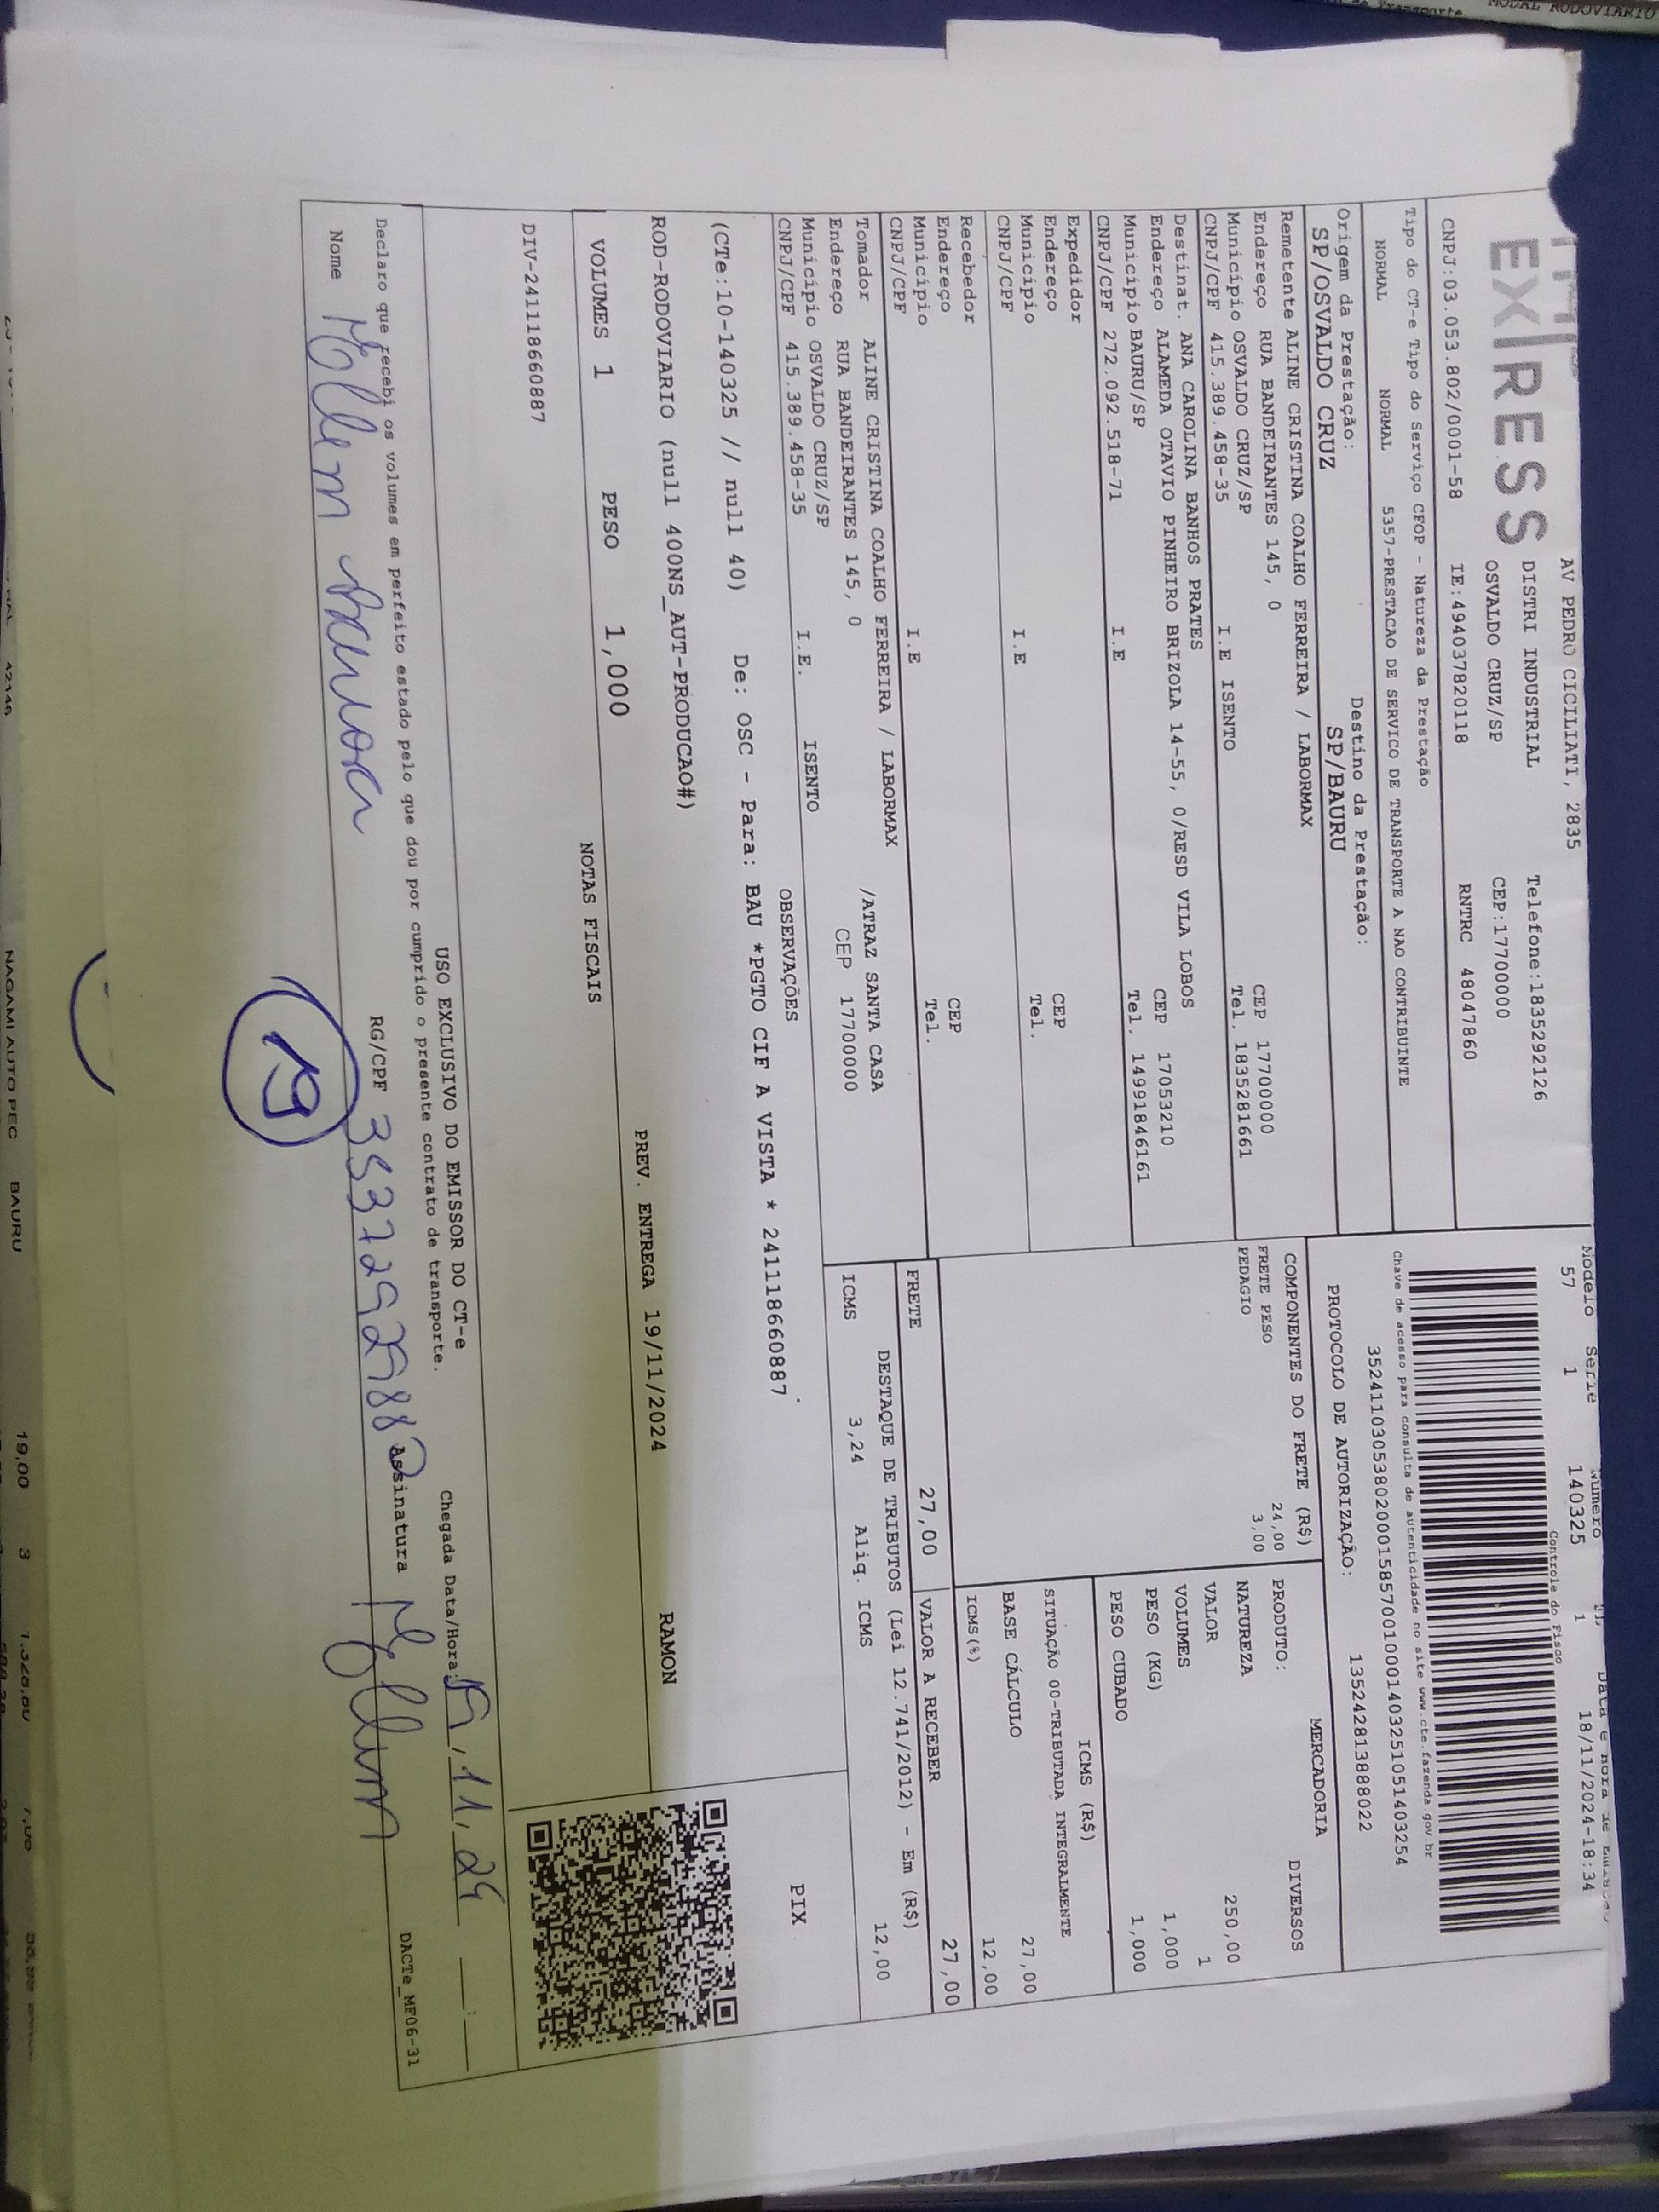 EXPRESS
AV PEDRO CICILIATI, 2835
DISTRI INDUSTRIAL
OSVALDO CRUZ/SP
Telefone:1835292126
CEP:17700000
CNPJ:03.053.802/0001-58 IE:494037820118 RNTRC 48047860
Modelo Série Número
57 1 140325 1 18/11/2024-18:34
Controle do Fisco
Chave de acesso para consulta de autenticidade no site www.cte.fazenda.gov.br
35241103053802000158570010001403251051403254
PROTOCOLO DE AUTORIZAÇÃO: 135242813888022
Tipo do CT-e Tipo do Serviço CFOP - Natureza da Prestação
NORMAL NORMAL 5357-PRESTACAO DE SERVICO DE TRANSPORTE A NAO CONTRIBUINTE
Origem da Prestação: Destino da Prestação:
SP/OSVALDO CRUZ SP/BAURU
Remetente ALINE CRISTINA COALHO FERREIRA / LABORMAX
Endereço RUA BANDEIRANTES 145, 0 CEP 17700000
Município OSVALDO CRUZ/SP Tel. 1835281661
CNPJ/CPF 415.389.458-35 I.E ISENTO
Destinat. ANA CAROLINA BANHOS PRATES
Endereço ALAMEDA OTAVIO PINHEIRO BRIZOLA 14-55, 0/RESD VILA LOBOS CEP 17053210
Município BAURU/SP Tel. 14991846161
CNPJ/CPF 272.092.518-71 I.E
Expedidor
Endereço CEP
Município Tel.
CNPJ/CPF I.E
Recebedor
Endereço CEP
Município Tel.
CNPJ/CPF I.E
Tomador ALINE CRISTINA COALHO FERREIRA / LABORMAX
Endereço RUA BANDEIRANTES 145, 0 /ATRAZ SANTA CASA
Município OSVALDO CRUZ/SP CEP 17700000
CNPJ/CPF 415.389.458-35 I.E. ISENTO
COMPONENTES DO FRETE (R$)
FRETE PESO 24,00
PEDAGIO 3,00
MERCADORIA
PRODUTO: DIVERSOS
NATUREZA
VALOR 250,00
VOLUMES 1
PESO (KG) 1,000
PESO CUBADO 1,000
ICMS (R$)
SITUAÇÃO 00-TRIBUTADA INTEGRALMENTE
BASE CÁLCULO 27,00
ICMS(%) 12,00
FRETE 27,00 VALOR A RECEBER 27,00
DESTAQUE DE TRIBUTOS (Lei 12.741/2012) - Em (R$)
ICMS 3,24 Aliq. ICMS 12,00
OBSERVAÇÕES
(CTe:10-140325 // null 40) De: OSC - Para: BAU *PGTO CIF A VISTA * 241118660887
ROD-RODOVIARIO (null 400NS_AUT-PRODUCAO#)
PIX
VOLUMES 1 PESO 1,000 PREV. ENTREGA 19/11/2024 RAMON
NOTAS FISCAIS
DIV-241118660887
USO EXCLUSIVO DO EMISSOR DO CT-e
Declaro que recebi os volumes em perfeito estado pelo que dou por cumprido o presente contrato de transporte.
Chegada Data/Hora: 19/11/24
Nome RG/CPF Assinatura
DACTe_MF06-31
19
NAGAMI AUTO PEC BAURU 19,00 3